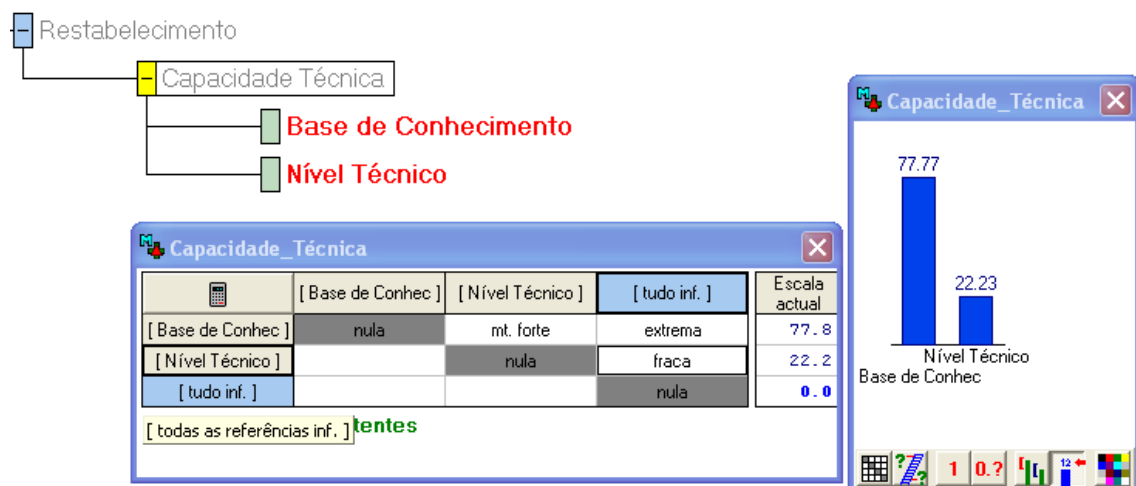 Restabelecimento
Capacidade Técnica
Base de Conhecimento
Nível Técnico
Capacidade_Técnica
[ Base de Conhec ] [ Nível Técnico ] [ tudo inf. ] Escala actual
[ Base de Conhec ] nula mt. forte extrema 77.8
[ Nível Técnico ] nula fraca 22.2
[ tudo inf. ] nula 0.0
[ todas as referências inf. ] tentes
Capacidade_Técnica
77.77
22.23
Nível Técnico
Base de Conhec
1 0.? 12